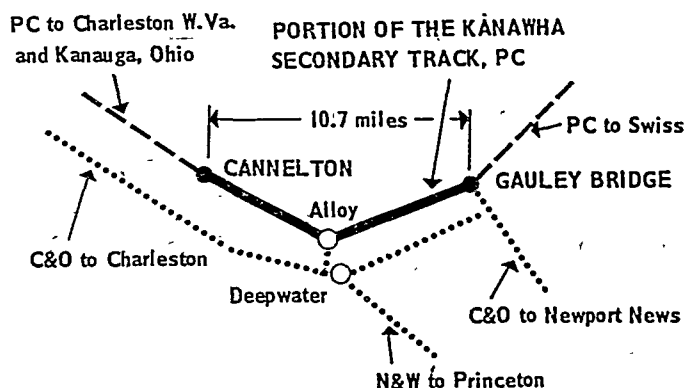 PC to Charleston W.Va.
and Kanauga, Ohio
PORTION OF THE KANAWHA
SECONDARY TRACK, PC
10.7 miles
PC to Swiss
CANNELTON
GAULEY BRIDGE
Alloy
C&O to Charleston
Deepwater
C&O to Newport News
N&W to Princeton